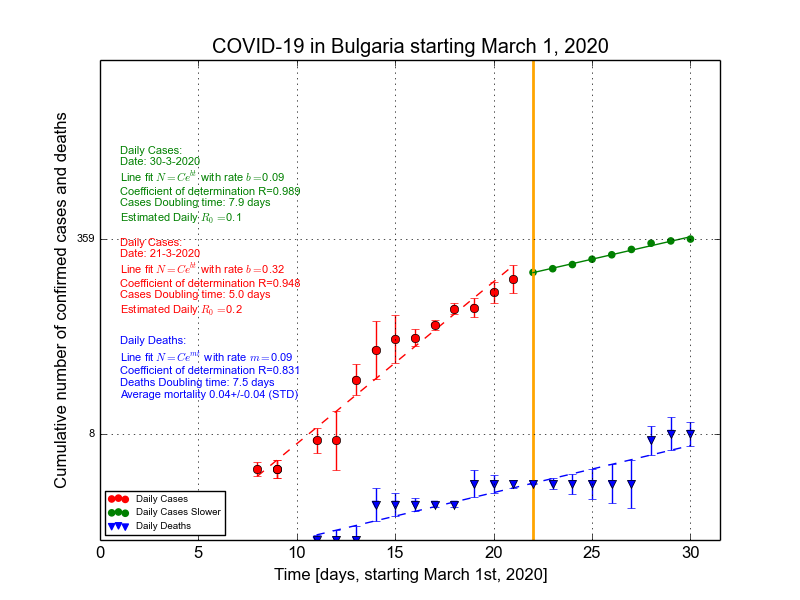 COVID-19 in Bulgaria starting March 1, 2020
Cumulative number of confirmed cases and deaths
359
8
Daily Cases:
Date: 30-3-2020
Line fit N = Ce^{bt} with rate b =0.09
Coefficient of determination R=0.989
Cases Doubling time: 7.9 days
Estimated Daily R_0 =0.1
Daily Cases:
Date: 21-3-2020
Line fit N = Ce^{bt} with rate b =0.32
Coefficient of determination R=0.948
Cases Doubling time: 5.0 days
Estimated Daily R_0 =0.2
Daily Deaths:
Line fit N = Ce^{mt} with rate m =0.09
Coefficient of determination R=0.831
Deaths Doubling time: 7.5 days
Average mortality 0.04+/-0.04 (STD)
Daily Cases
Daily Cases Slower
Daily Deaths
0 5 10 15 20 25 30
Time [days, starting March 1st, 2020]